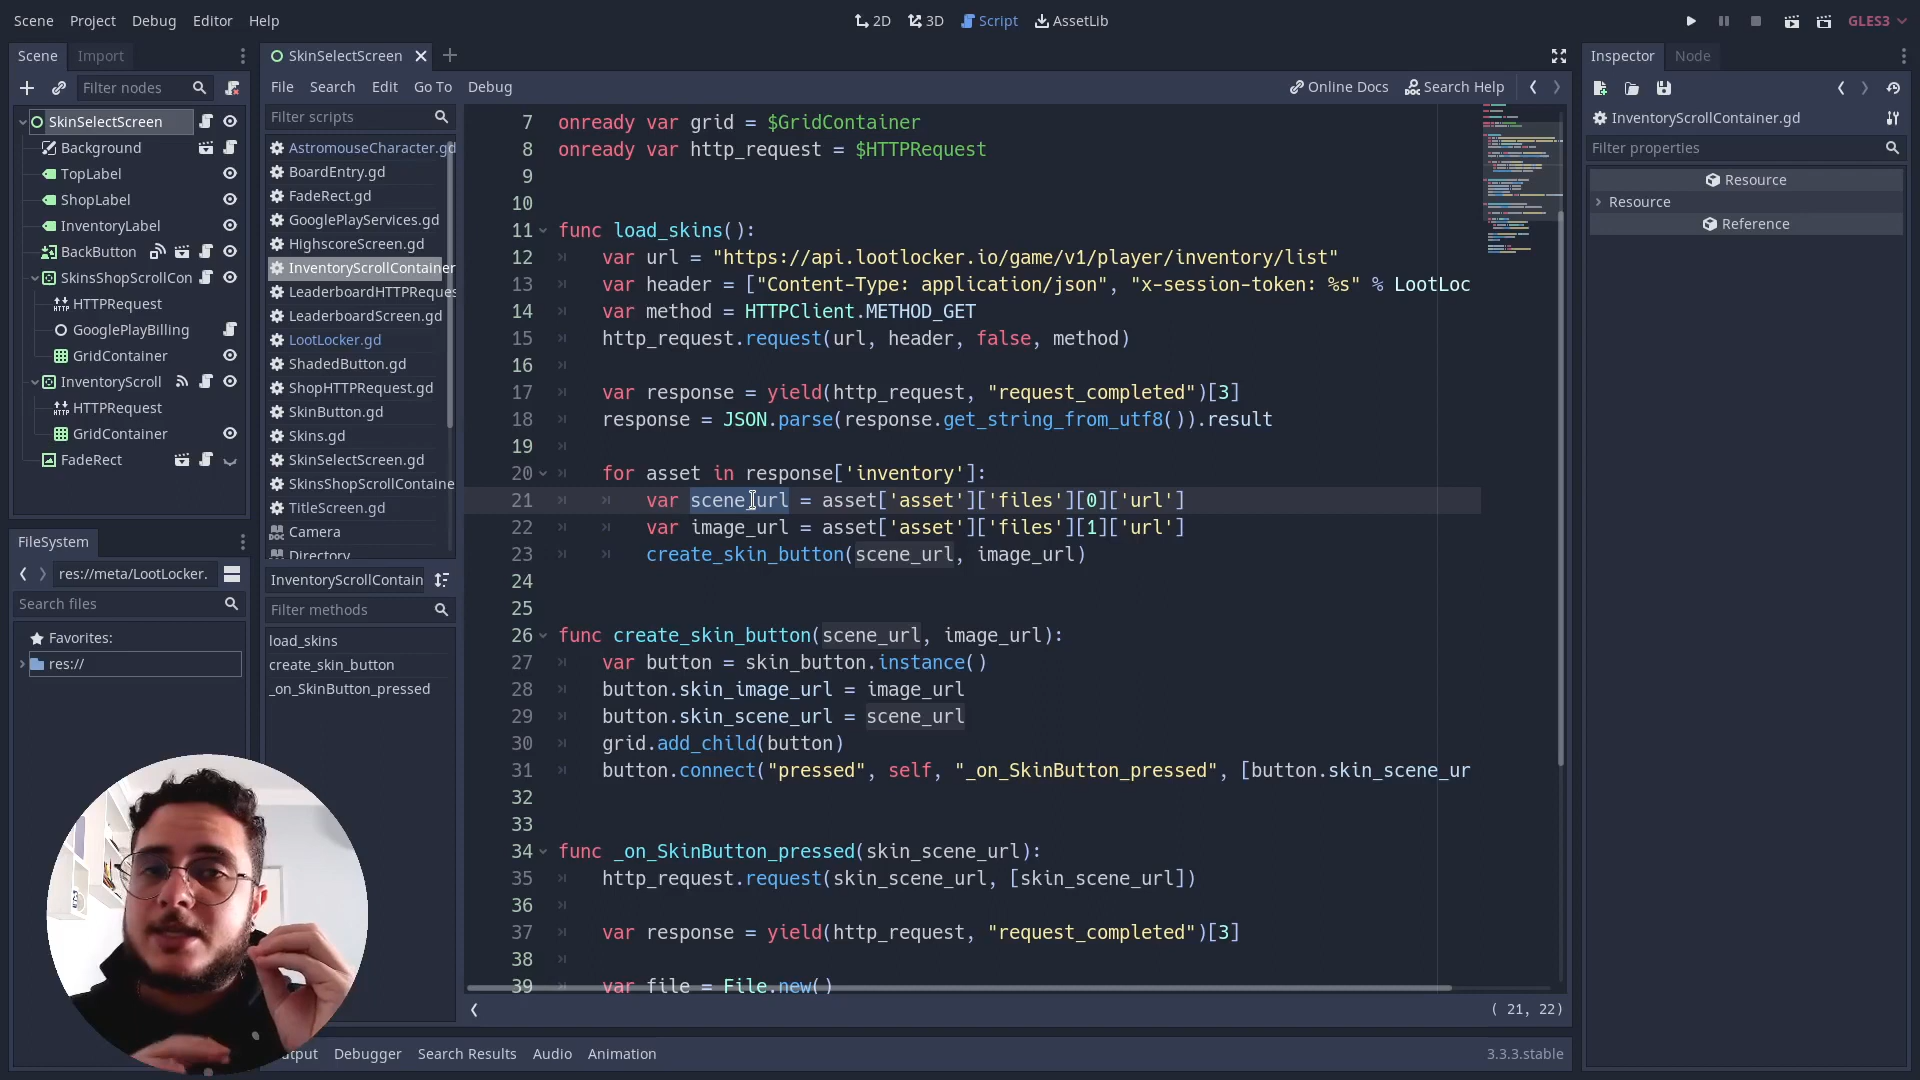 Scene Project Debug Editor Help
2D 3D Script AssetLib
GLES3
Scene Import
Filter nodes
SkinSelectScreen
Background
TopLabel
ShopLabel
InventoryLabel
BackButton
SkinsShopScrollCon
HTTPRequest
GooglePlayBilling
GridContainer
InventoryScroll
HTTPRequest
GridContainer
FadeRect
FileSystem
res://meta/LootLocker.
Search files
Favorites:
res://
SkinSelectScreen
File Search Edit Go To Debug
Online Docs Search Help
Filter scripts
AstromouseCharacter.gd
BoardEntry.gd
FadeRect.gd
GooglePlayServices.gd
HighscoreScreen.gd
InventoryScrollContainer
LeaderboardHTTPReques
LeaderboardScreen.gd
LootLocker.gd
ShadedButton.gd
ShopHTTPRequest.gd
SkinButton.gd
Skins.gd
SkinSelectScreen.gd
SkinsShopScrollContaine
TitleScreen.gd
Camera
Directory
InventoryScrollContain
Filter methods
load_skins
create_skin_button
_on_SkinButton_pressed
7 onready var grid = $GridContainer
8 onready var http_request = $HTTPRequest
9
10
11 func load_skins():
12 var url = "https://api.lootlocker.io/game/v1/player/inventory/list"
13 var header = ["Content-Type: application/json", "x-session-token: %s" % LootLoc
14 var method = HTTPClient.METHOD_GET
15 http_request.request(url, header, false, method)
16
17 var response = yield(http_request, "request_completed")[3]
18 response = JSON.parse(response.get_string_from_utf8()).result
19
20 for asset in response['inventory']:
21 var scene_url = asset['asset']['files'][0]['url']
22 var image_url = asset['asset']['files'][1]['url']
23 create_skin_button(scene_url, image_url)
24
25
26 func create_skin_button(scene_url, image_url):
27 var button = skin_button.instance()
28 button.skin_image_url = image_url
29 button.skin_scene_url = scene_url
30 grid.add_child(button)
31 button.connect("pressed", self, "_on_SkinButton_pressed", [button.skin_scene_ur
32
33
34 func _on_SkinButton_pressed(skin_scene_url):
35 http_request.request(skin_scene_url, [skin_scene_url])
36
37 var response = yield(http_request, "request_completed")[3]
38
39 var file = File.new()
( 21, 22)
utput Debugger Search Results Audio Animation
3.3.3.stable
Inspector Node
InventoryScrollContainer.gd
Filter properties
Resource
Resource
Reference